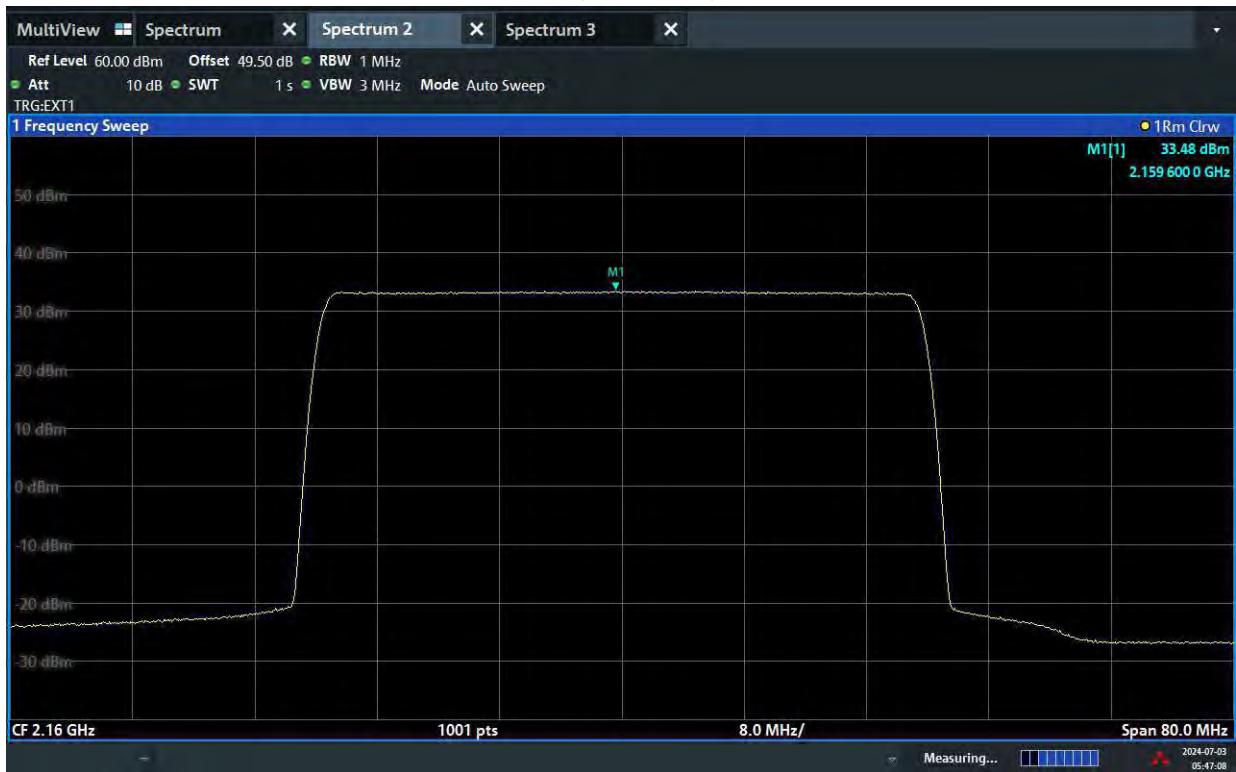 MultiView Spectrum X Spectrum 2 X Spectrum 3 X
Ref Level 60.00 dBm Offset 49.50 dB RBW 1 MHz
Att 10 dB SWT 1 s VBW 3 MHz Mode Auto Sweep
TRG:EXT1
1 Frequency Sweep 1Rm Clrw
M1[1] 33.48 dBm
2.159 600 0 GHz
50 dBm
40 dBm
M1
30 dBm
20 dBm
10 dBm
0 dBm
-10 dBm
-20 dBm
-30 dBm
CF 2.16 GHz 1001 pts 8.0 MHz/ Span 80.0 MHz
Measuring... 2024-07-03
05:47:08